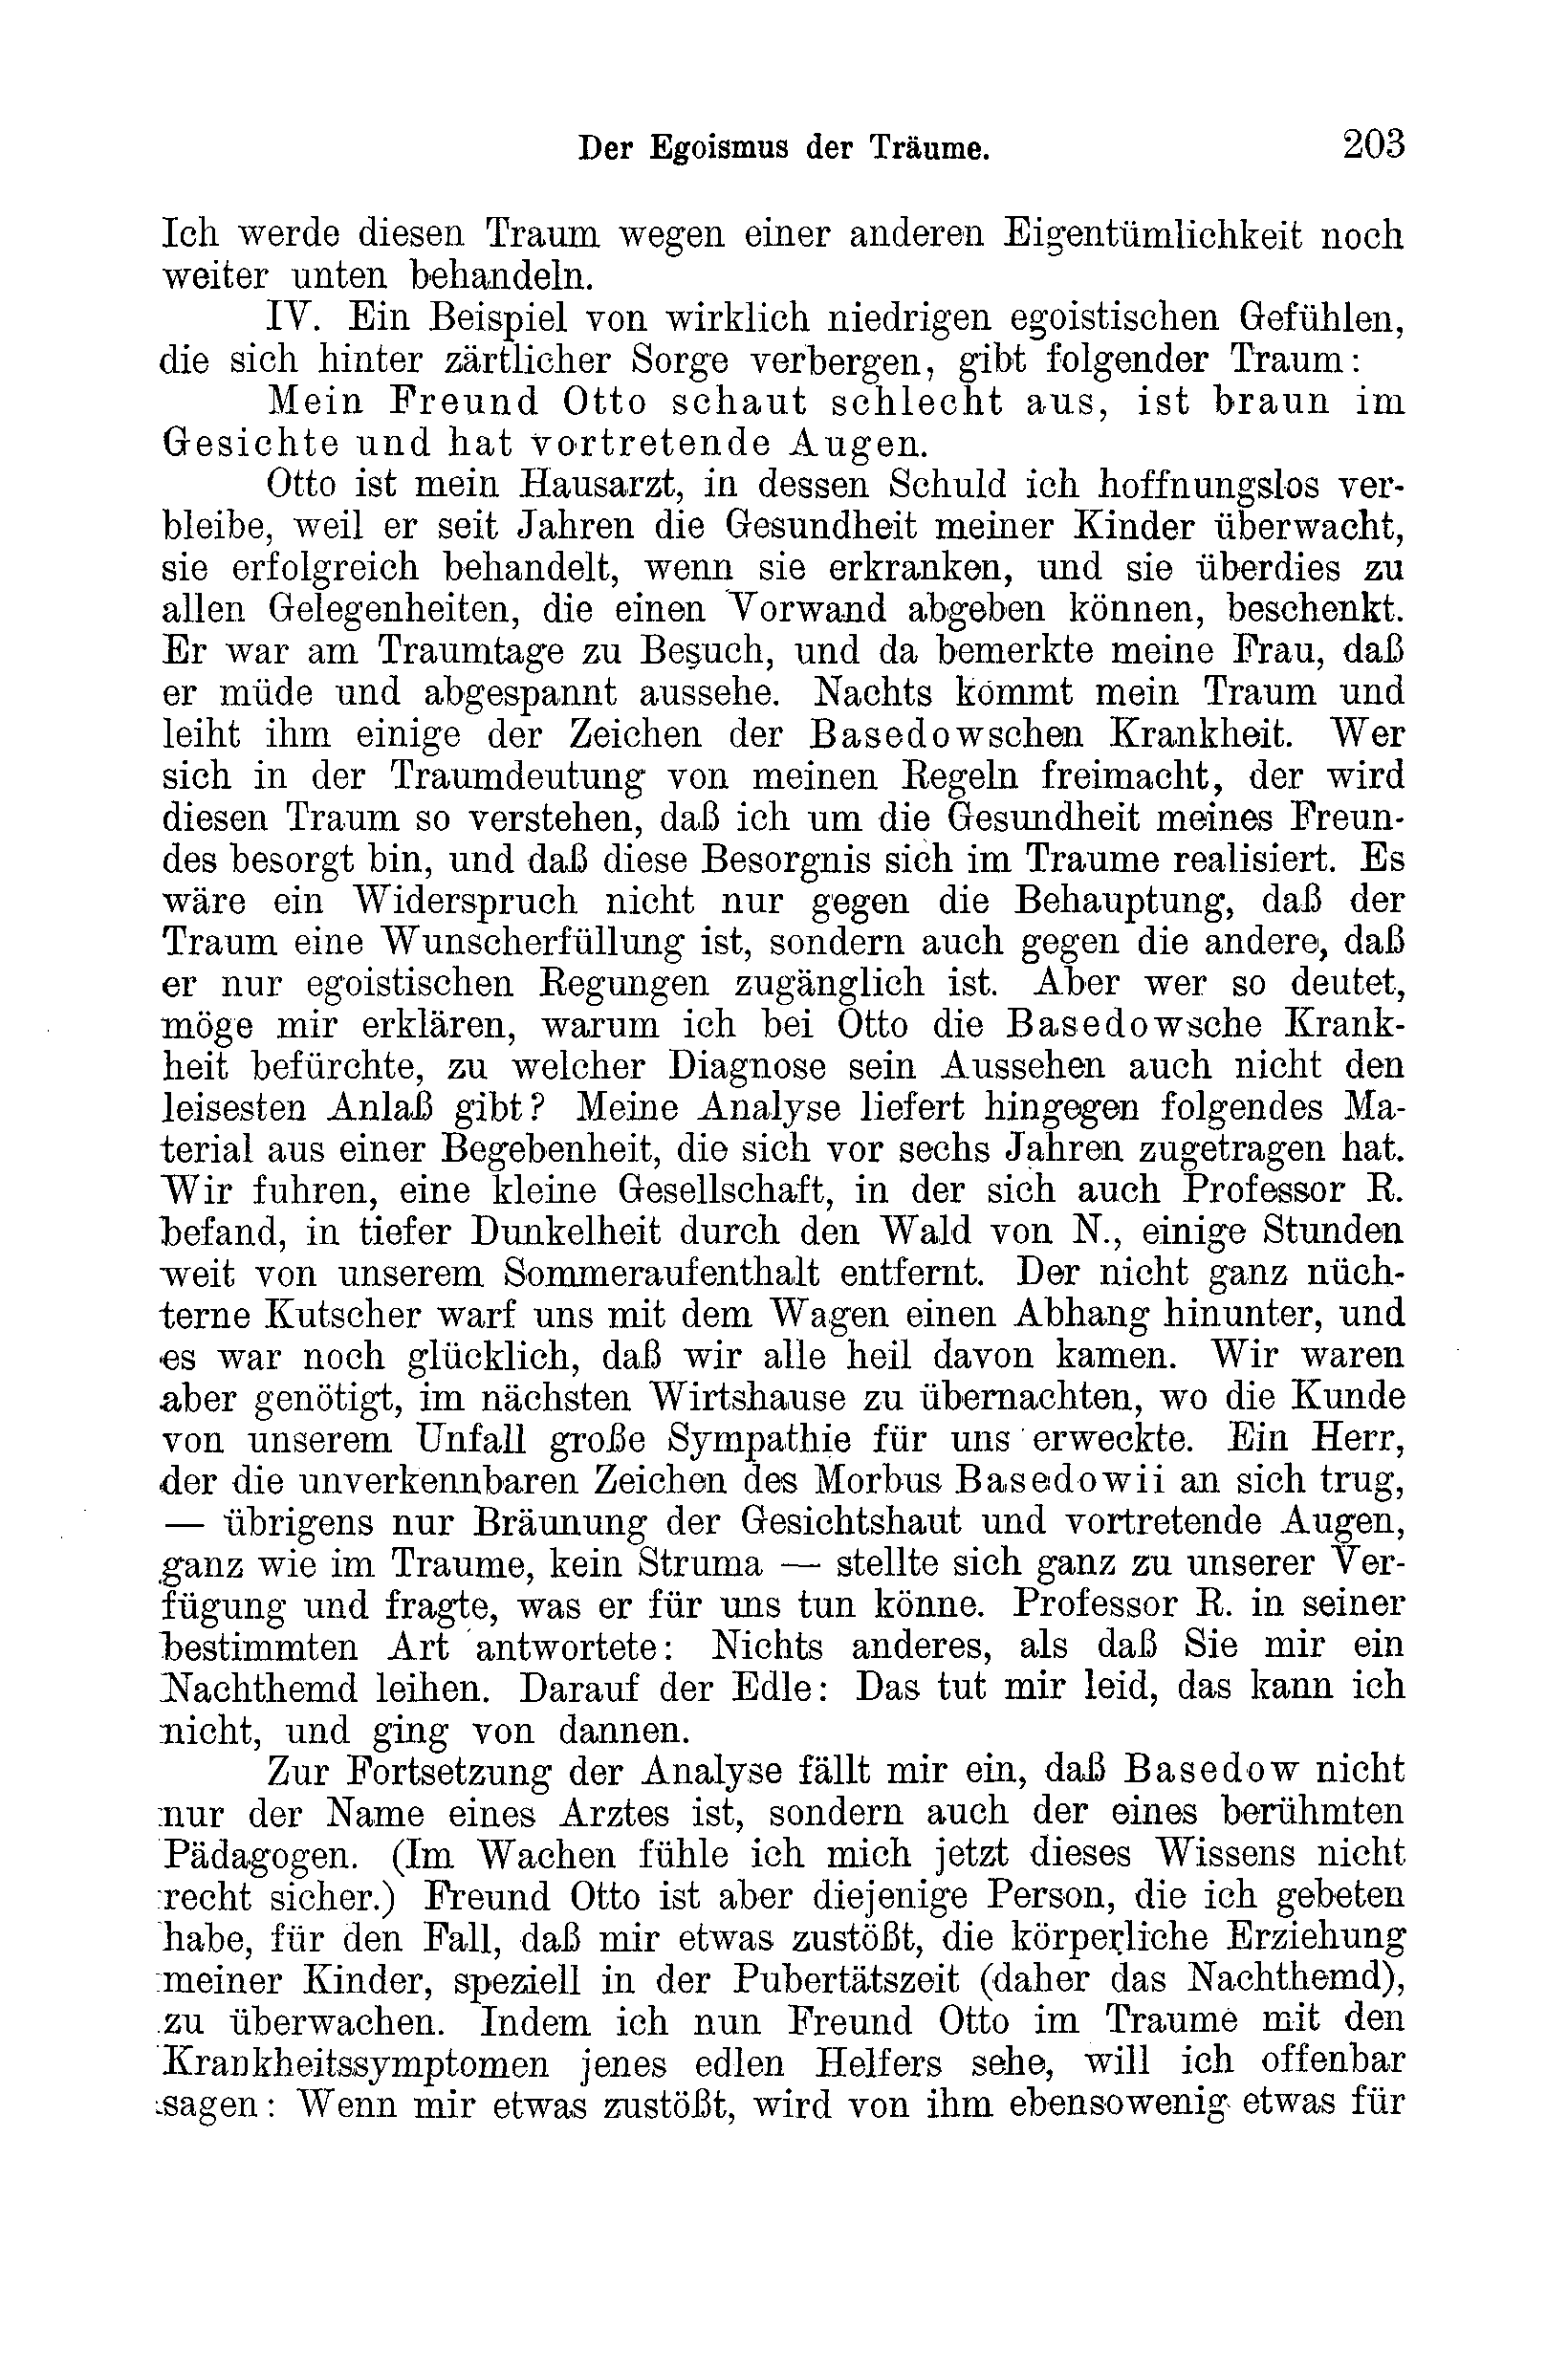 Der Egoismus der Träume. 203
Ich werde diesen Traum wegen einer anderen Eigentümlichkeit noch
weiter unten behandeln.
IV. Ein Beispiel von wirklich niedrigen egoistischen Gefühlen,
die sich hinter zärtlicher Sorge verbergen, gibt folgender Traum:
Mein Freund Otto schaut schlecht aus, ist braun im
Gesichte und hat vortretende Augen.
Otto ist mein Hausarzt, in dessen Schuld ich hoffnungslos ver-
bleibe, weil er seit Jahren die Gesundheit meiner Kinder überwacht,
sie erfolgreich behandelt, wenn sie erkranken, und sie überdies zu
allen Gelegenheiten, die einen Vorwand abgeben können, beschenkt.
Er war am Traumtage zu Besuch, und da bemerkte meine Frau, daß
er müde und abgespannt aussehe. Nachts kommt mein Traum und
leiht ihm einige der Zeichen der Basedowschen Krankheit. Wer
sich in der Traumdeutung von meinen Regeln freimacht, der wird
diesen Traum so verstehen, daß ich um die Gesundheit meines Freun-
des besorgt bin, und daß diese Besorgnis sich im Traume realisiert. Es
wäre ein Widerspruch nicht nur gegen die Behauptung, daß der
Traum eine Wunscherfüllung ist, sondern auch gegen die andere, daß
er nur egoistischen Regungen zugänglich ist. Aber wer so deutet,
möge mir erklären, warum ich bei Otto die Basedowsche Krank-
heit befürchte, zu welcher Diagnose sein Aussehen auch nicht den
leisesten Anlaß gibt? Meine Analyse liefert hingegen folgendes Ma-
terial aus einer Begebenheit, die sich vor sechs Jahren zugetragen hat.
Wir fuhren, eine kleine Gesellschaft, in der sich auch Professor R.
befand, in tiefer Dunkelheit durch den Wald von N., einige Stunden
weit von unserem Sommeraufenthalt entfernt. Der nicht ganz nüch-
terne Kutscher warf uns mit dem Wagen einen Abhang hinunter, und
es war noch glücklich, daß wir alle heil davon kamen. Wir waren
aber genötigt, im nächsten Wirtshause zu übernachten, wo die Kunde
von unserem Unfall große Sympathie für uns erweckte. Ein Herr,
der die unverkennbaren Zeichen des Morbus Basedowii an sich trug,
— übrigens nur Bräunung der Gesichtshaut und vortretende Augen,
ganz wie im Traume, kein Struma — stellte sich ganz zu unserer Ver-
fügung und fragte, was er für uns tun könne. Professor R. in seiner
bestimmten Art antwortete: Nichts anderes, als daß Sie mir ein
Nachthemd leihen. Darauf der Edle: Das tut mir leid, das kann ich
nicht, und ging von dannen.
Zur Fortsetzung der Analyse fällt mir ein, daß Basedow nicht
nur der Name eines Arztes ist, sondern auch der eines berühmten
Pädagogen. (Im Wachen fühle ich mich jetzt dieses Wissens nicht
recht sicher.) Freund Otto ist aber diejenige Person, die ich gebeten
habe, für den Fall, daß mir etwas zustößt, die körperliche Erziehung
meiner Kinder, speziell in der Pubertätszeit (daher das Nachthemd),
zu überwachen. Indem ich nun Freund Otto im Traume mit den
Krankheitssymptomen jenes edlen Helfers sehe, will ich offenbar
sagen: Wenn mir etwas zustößt, wird von ihm ebensowenig etwas für